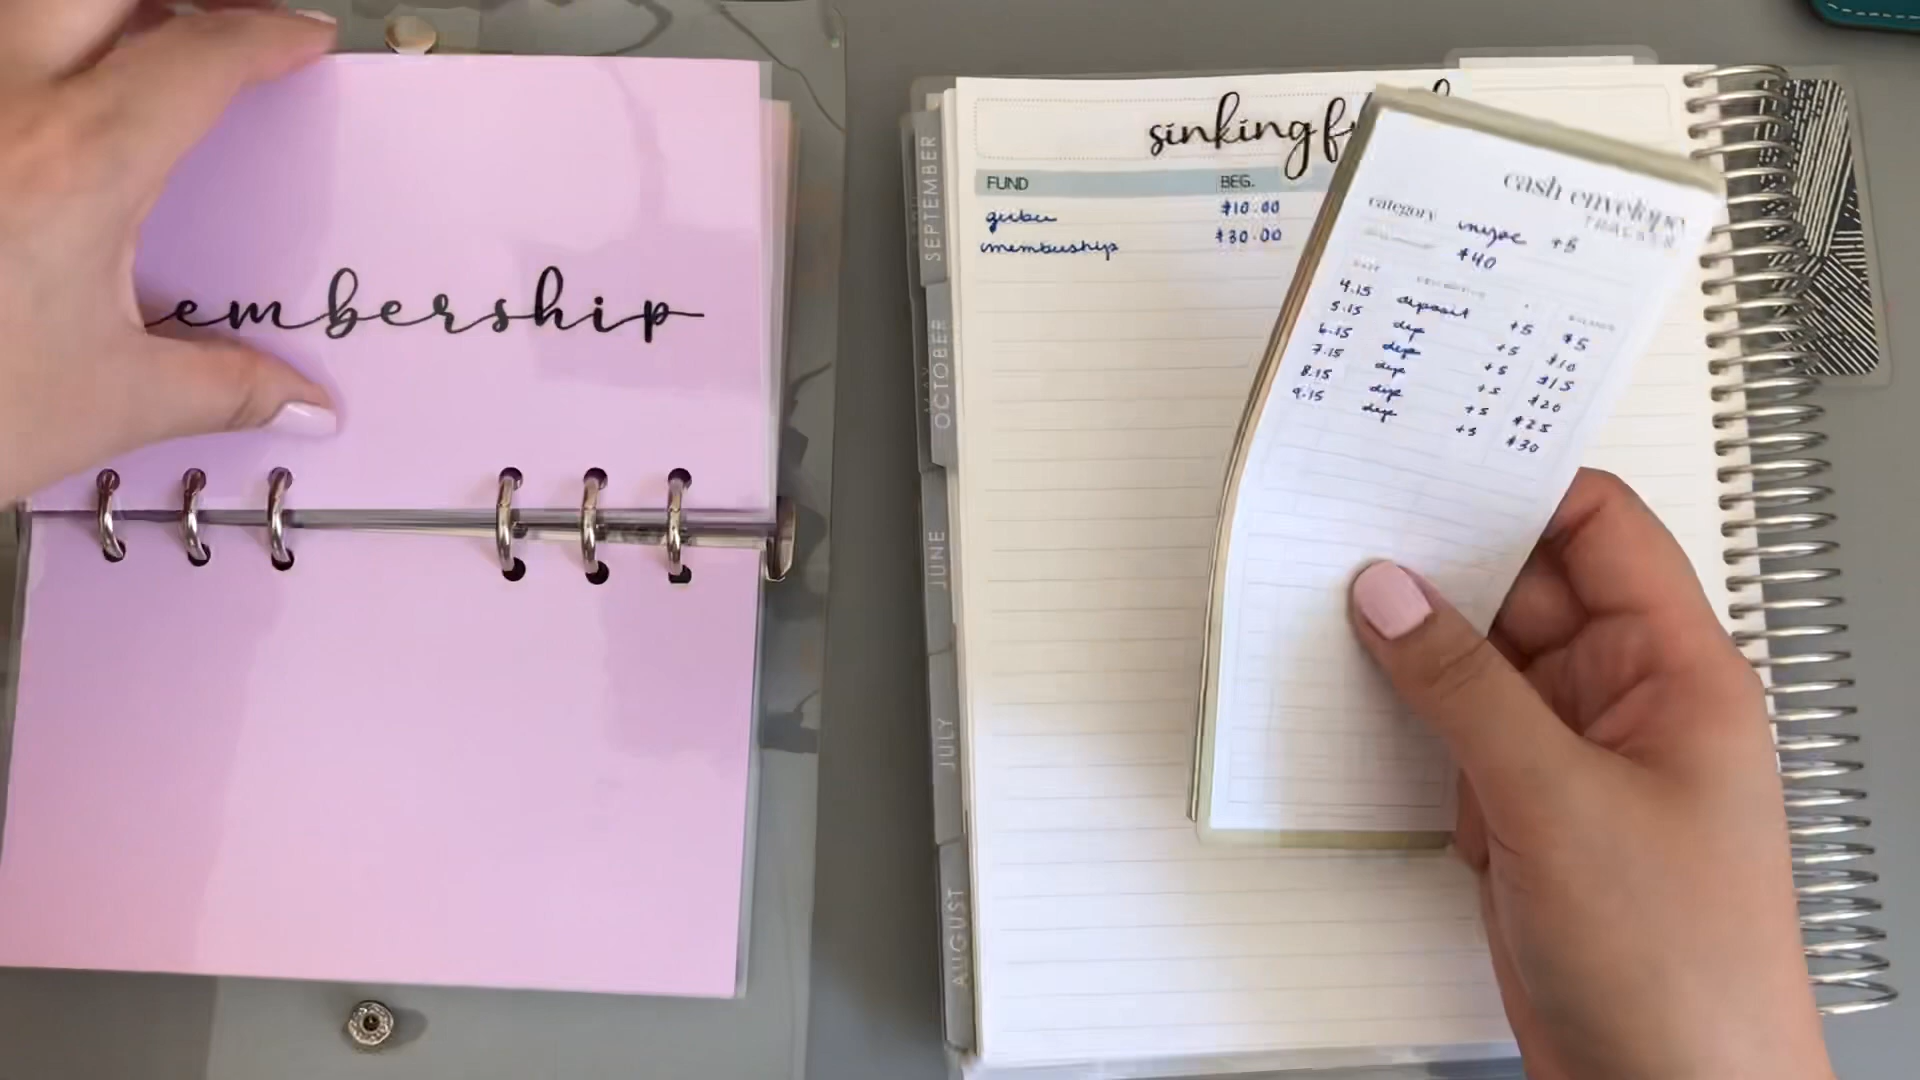 embership
sinking f
FUND BEG.
$10.00
membership $30.00
SEPTEMBER
OCTOBER
MAY
JUNE
JULY
AUGUST
cash envelope
TRACKER
category +5
$40
4.15 deposit +5 $5
5.15 dep +5 $10
6.15 dep +5 $15
7.15 dep +5 $20
8.15 dep +5 $25
9.15 dep +5 $30